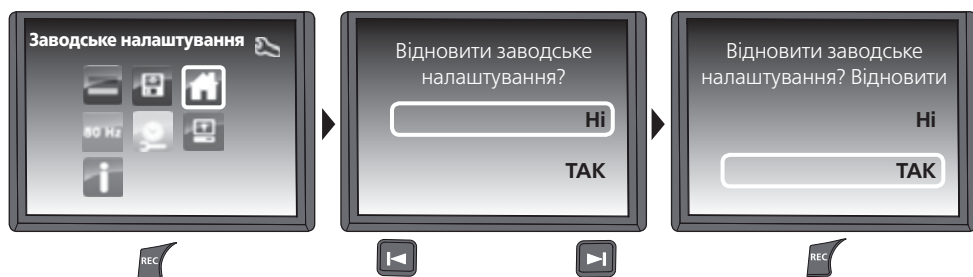 Заводське налаштування
80 Hz
Відновити заводське
налаштування?
Ні
ТАК
Відновити заводське
налаштування? Відновити
Ні
ТАК
REC
REC